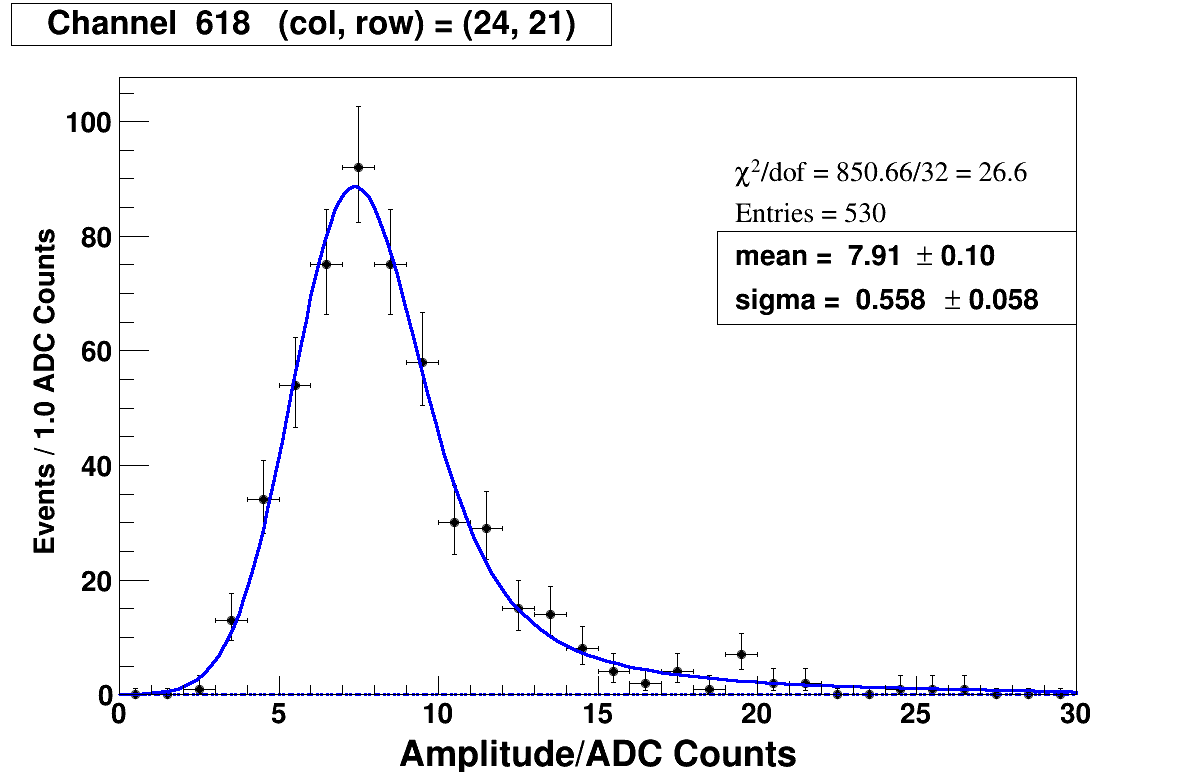 Channel 618 (col, row) = (24, 21)
χ²/dof = 850.66/32 = 26.6
Entries = 530
mean = 7.91 ± 0.10
sigma = 0.558 ± 0.058
Events / 1.0 ADC Counts
100
80
60
40
20
0
0 5 10 15 20 25 30
Amplitude/ADC Counts